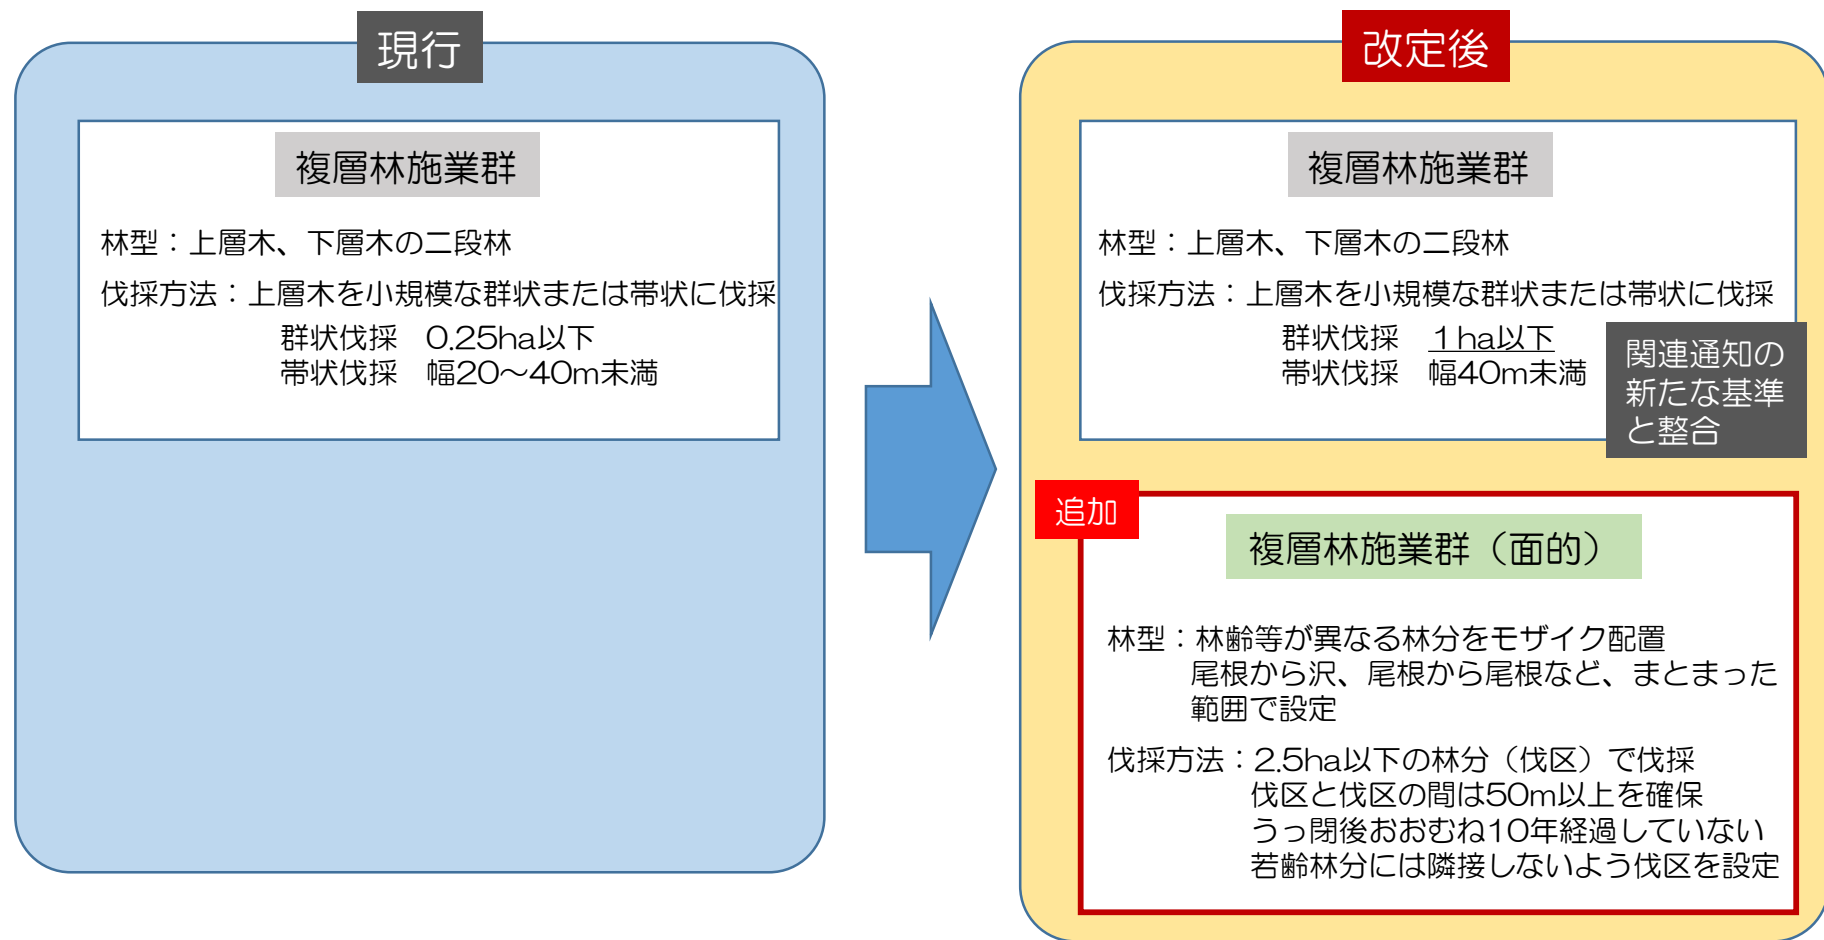 現行
複層林施業群
林型：上層木、下層木の二段林
伐採方法：上層木を小規模な群状または帯状に伐採
群状伐採　0.25ha以下
帯状伐採　幅20～40m未満
改定後
複層林施業群
林型：上層木、下層木の二段林
伐採方法：上層木を小規模な群状または帯状に伐採
群状伐採　１ha以下
帯状伐採　幅40m未満
関連通知の
新たな基準
と整合
追加
複層林施業群（面的）
林型：林齢等が異なる林分をモザイク配置
尾根から沢、尾根から尾根など、まとまった
範囲で設定
伐採方法：2.5ha以下の林分（伐区）で伐採
伐区と伐区の間は50m以上を確保
うっ閉後おおむね10年経過していない
若齢林分には隣接しないよう伐区を設定